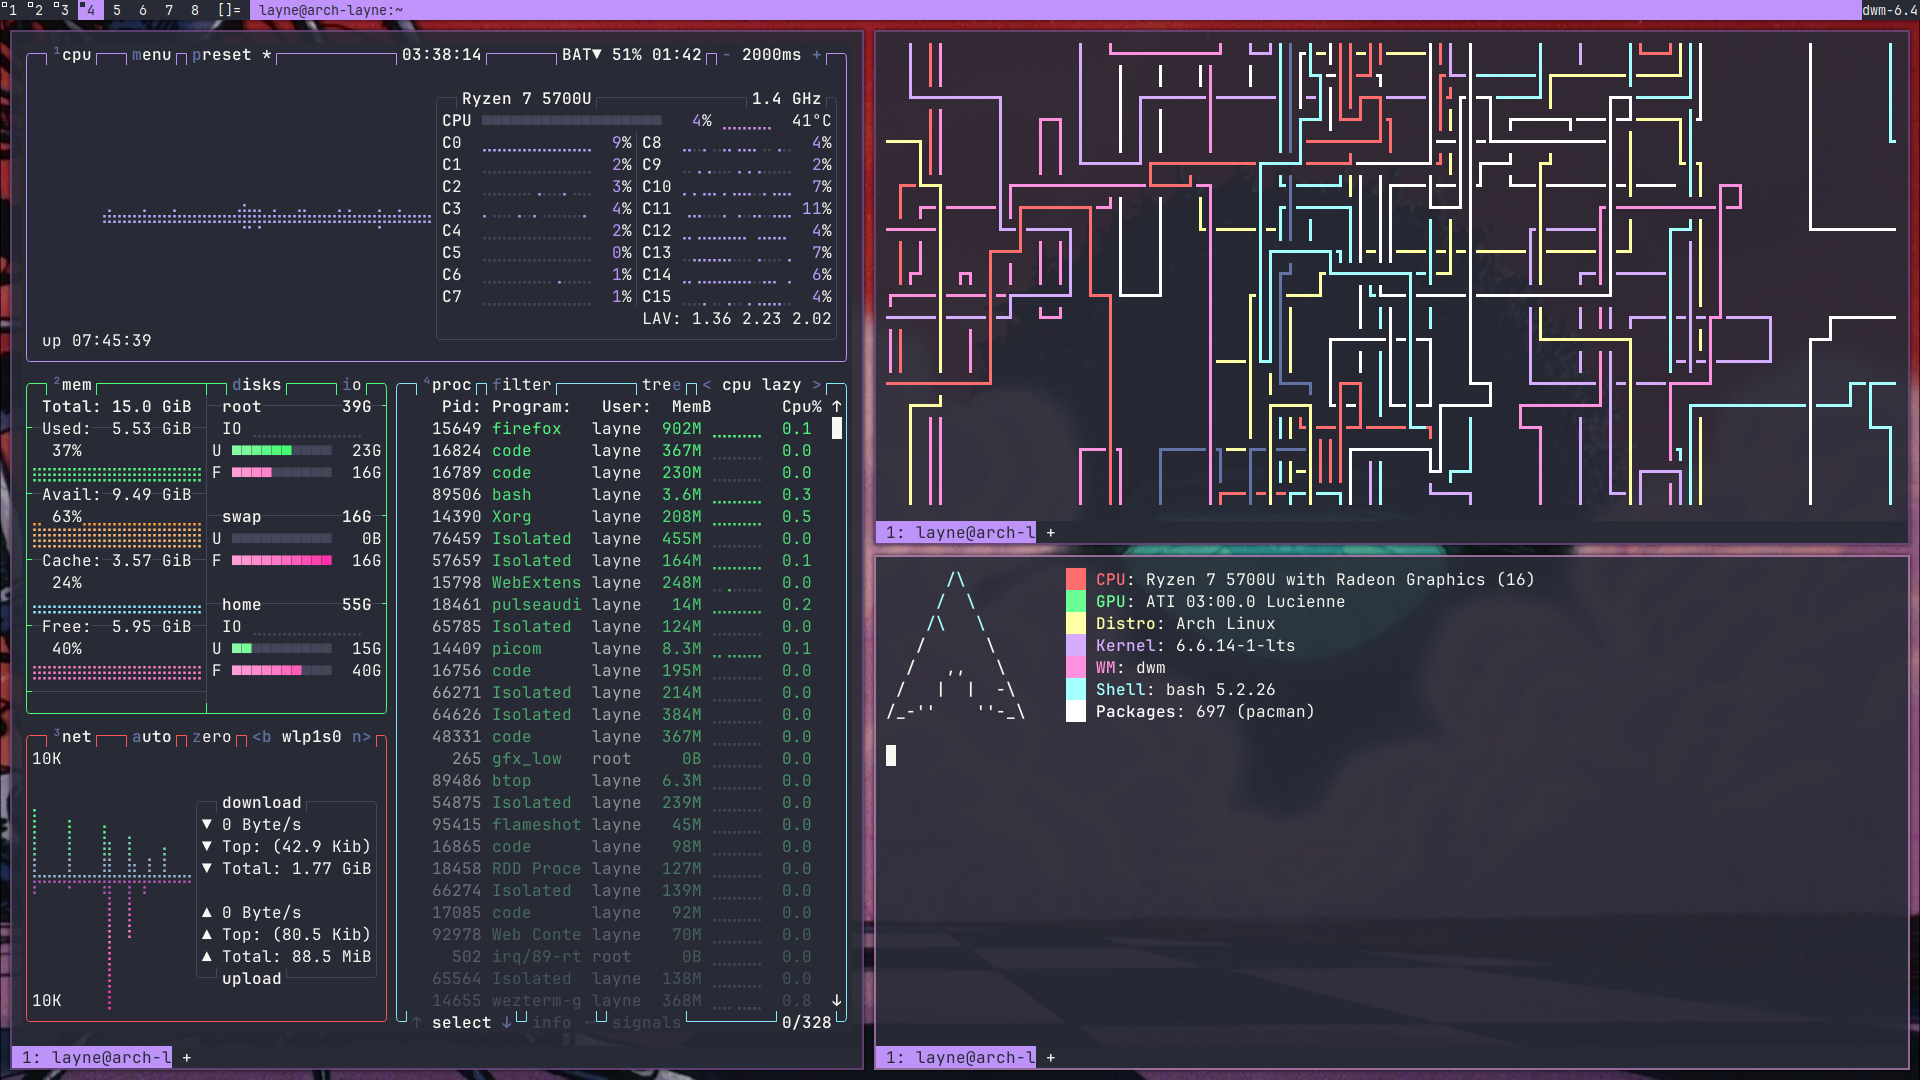 1 2 3 4 5 6 7 8 []= layne@arch-layne:~ dwm-6.4
¹cpu menu preset * 03:38:14 BAT▼ 51% 01:42 - 2000ms +
Ryzen 7 5700U 1.4 GHz
CPU 4% 41°C
C0 9% C8 4%
C1 2% C9 2%
C2 3% C10 7%
C3 4% C11 11%
C4 2% C12 4%
C5 0% C13 7%
C6 1% C14 6%
C7 1% C15 4%
LAV: 1.36 2.23 2.02
up 07:45:39
²mem disks io
Total: 15.0 GiB
Used: 5.53 GiB
37%
Avail: 9.49 GiB
63%
Cache: 3.57 GiB
24%
Free: 5.95 GiB
40%
root 39G
IO
U 23G
F 16G
swap 16G
U 0B
F 16G
home 55G
IO
U 15G
F 40G
³net auto zero <b wlp1s0 n>
10K
download
▼ 0 Byte/s
▼ Top: (42.9 Kib)
▼ Total: 1.77 GiB
▲ 0 Byte/s
▲ Top: (80.5 Kib)
▲ Total: 88.5 MiB
upload
10K
⁴proc filter tree < cpu lazy >
Pid: Program: User: MemB Cpu% ↑
15649 firefox layne 902M 0.1
16824 code layne 367M 0.0
16789 code layne 230M 0.0
89506 bash layne 3.6M 0.3
14390 Xorg layne 208M 0.5
76459 Isolated layne 455M 0.0
57659 Isolated layne 164M 0.1
15798 WebExtens layne 248M 0.0
18461 pulseaudi layne 14M 0.2
65785 Isolated layne 124M 0.0
14409 picom layne 8.3M 0.1
16756 code layne 195M 0.0
66271 Isolated layne 214M 0.0
64626 Isolated layne 384M 0.0
48331 code layne 367M 0.0
265 gfx_low root 0B 0.0
89486 btop layne 6.3M 0.0
54875 Isolated layne 239M 0.0
95415 flameshot layne 45M 0.0
16865 code layne 98M 0.0
18458 RDD Proce layne 127M 0.0
66274 Isolated layne 139M 0.0
17085 code layne 92M 0.0
92978 Web Conte layne 70M 0.0
502 irq/89-rt root 0B 0.0
65564 Isolated layne 138M 0.0
14655 wezterm-g layne 368M 0.8 ↓
↑ select ↓ info ← signals 0/328
1: layne@arch-l +
1: layne@arch-l +
CPU: Ryzen 7 5700U with Radeon Graphics (16)
GPU: ATI 03:00.0 Lucienne
Distro: Arch Linux
Kernel: 6.6.14-1-lts
WM: dwm
Shell: bash 5.2.26
Packages: 697 (pacman)
1: layne@arch-l +